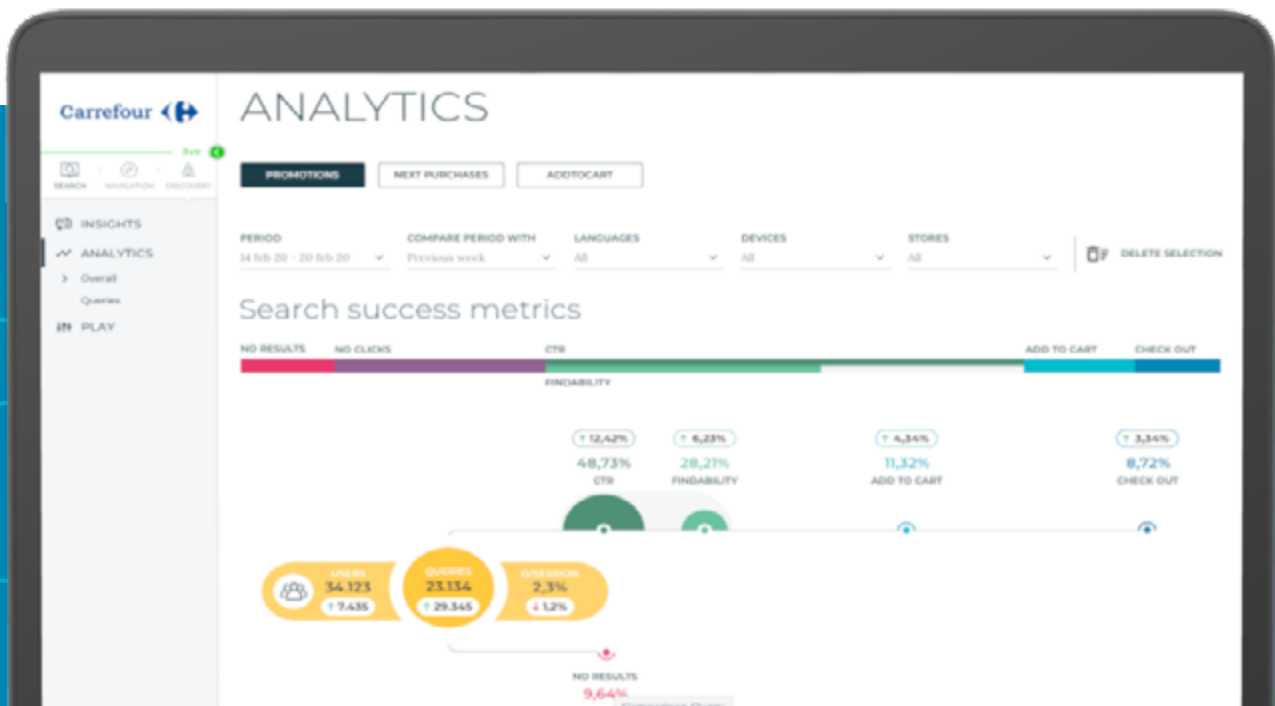 Carrefour
ANALYTICS
live
SEARCH
NAVIGATION
DISCOVERY
PROMOTIONS
NEXT PURCHASES
ADDTOCART
INSIGHTS
ANALYTICS
Overall
Queries
PLAY
PERIOD
COMPARE PERIOD WITH
LANGUAGES
DEVICES
STORES
14 feb 20 - 20 feb 20
Previous week
All
All
All
DELETE SELECTION
Search success metrics
NO RESULTS
NO CLICKS
CTR
ADD TO CART
CHECK OUT
FINDABILITY
↑ 12,42%
↑ 6,23%
↑ 4,34%
↑ 3,34%
48,73%
28,21%
11,32%
8,72%
CTR
FINDABILITY
ADD TO CART
CHECK OUT
USERS
QUERIES
Q/SESSION
34.123
23.134
2,3%
↑ 7.435
↑ 29.345
↓ 1,2%
NO RESULTS
9,64%